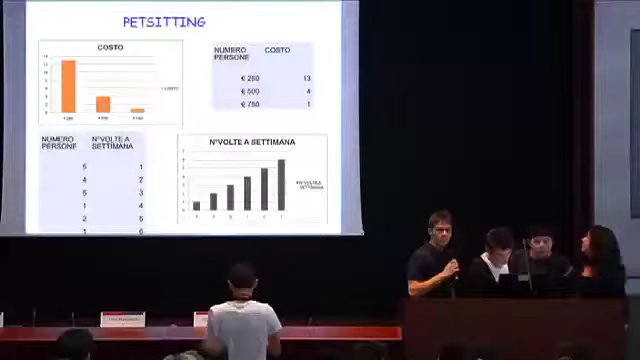 PETSITTING
COSTO
NUMERO COSTO
PERSONE
€ 250 13
€ 500 4
€ 750 1
NUMERO N°VOLTE A
PERSONE SETTIMANA
5 1
4 2
5 3
1 4
2 5
1 6
N°VOLTE A SETTIMANA